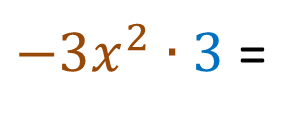 −3x² · 3 =